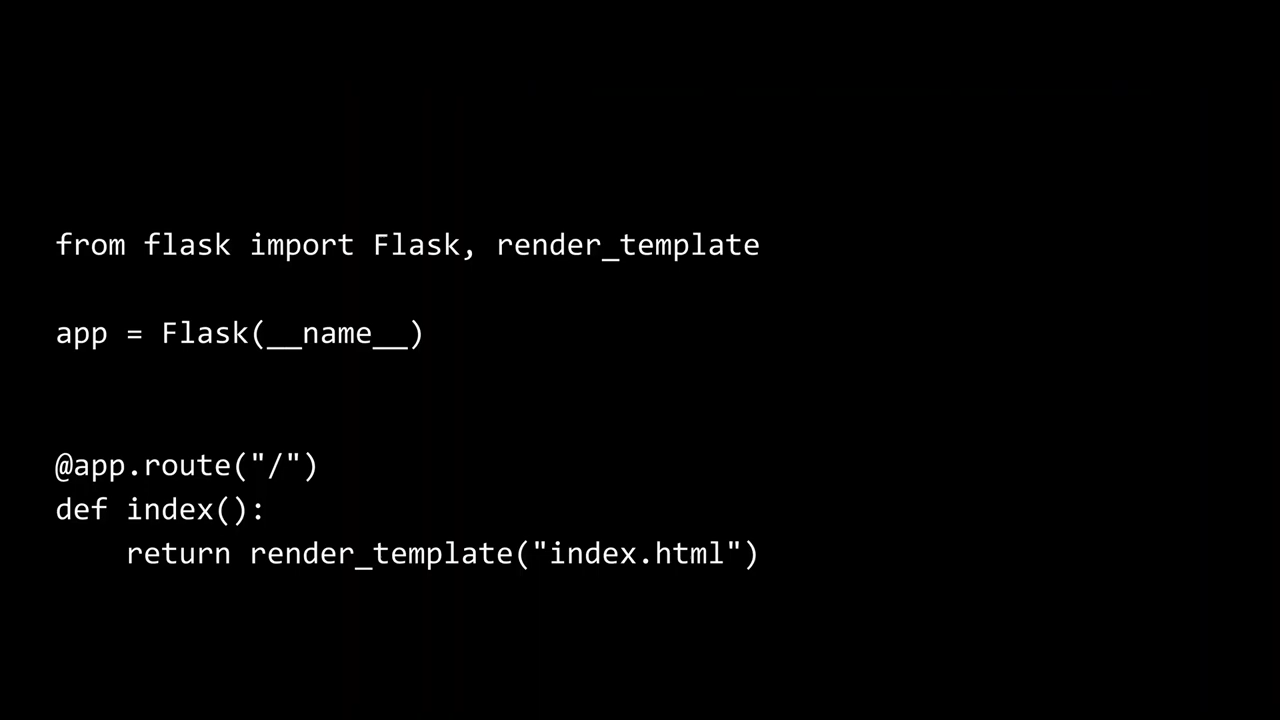 from flask import Flask, render_template
app = Flask(__name__)
@app.route("/")
def index():
    return render_template("index.html")